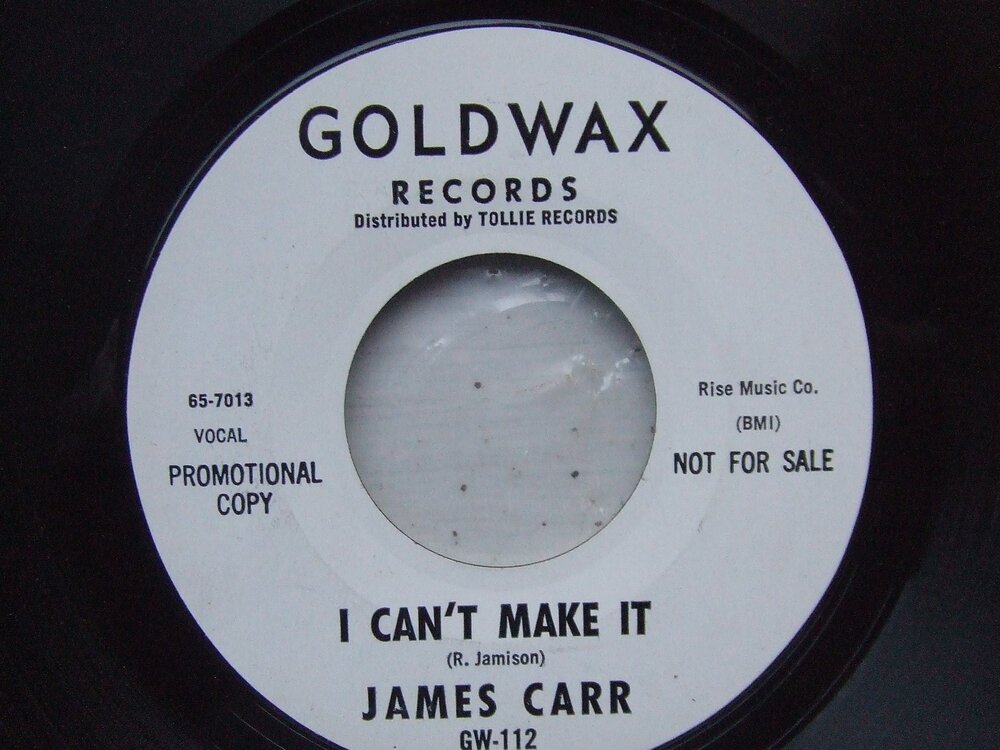 GOLDWAX
RECORDS
Distributed by TOLLIE RECORDS
65-7013
VOCAL
PROMOTIONAL
COPY
Rise Music Co.
(BMI)
NOT FOR SALE
I CAN'T MAKE IT
(R. Jamison)
JAMES CARR
GW-112